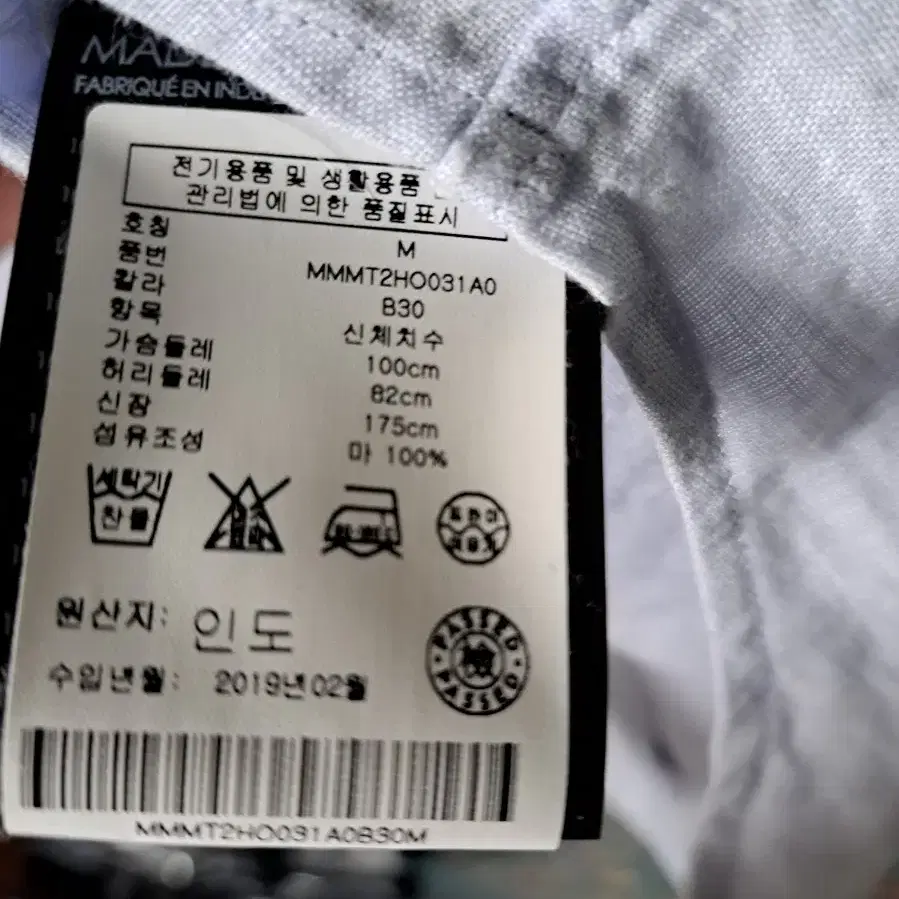 FABRIQUÉ EN
전기용품 및 생활용품
관리법에 의한 품질표시
호칭 M
품번 MMMT2HO031A0
칼라 B30
항목 신체치수
가슴둘레 100cm
허리둘레 82cm
신장 175cm
섬유조성 마 100%
세탁기
찬물
원산지: 인도
수입년월: 2019년02월
PASSED
檢
PASSED
MMMT2HO031A0B30M